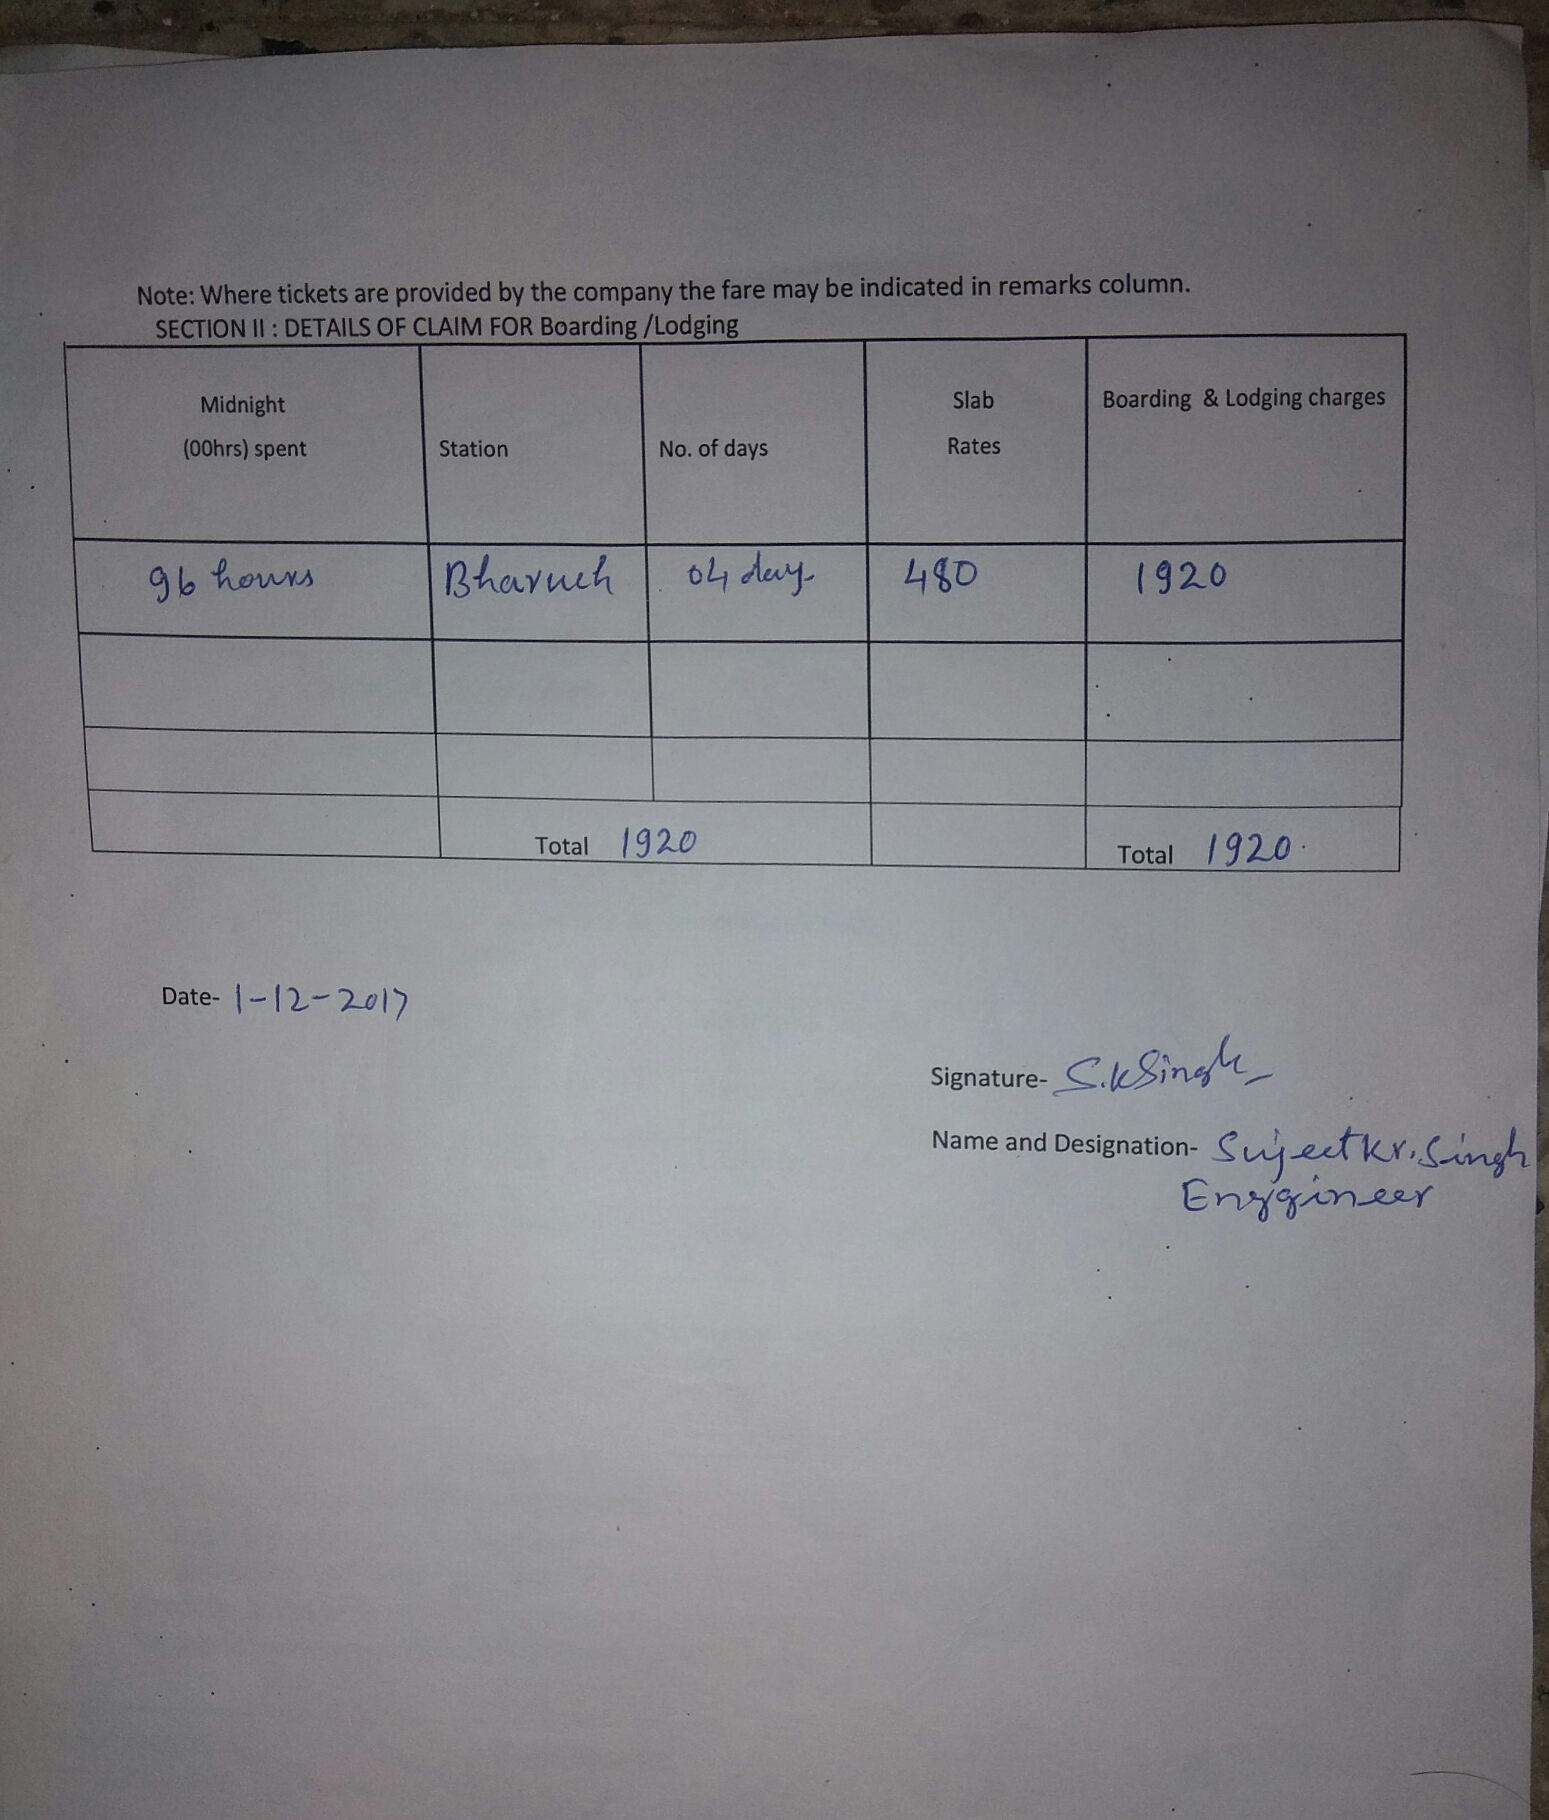 Note: Where tickets are provided by the company the fare may be indicated in remarks column.
SECTION II : DETAILS OF CLAIM FOR Boarding /Lodging
Midnight (00hrs) spent Station No. of days Slab Rates Boarding & Lodging charges
96 hours Bharuch 04 day 480 1920
Total 1920 Total 1920
Date- 1-12-2017
Signature- S.K Singh
Name and Designation- Sujeet Kr. Singh
Enggineer